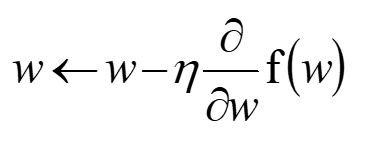 w ← w − η ∂/∂w f(w)